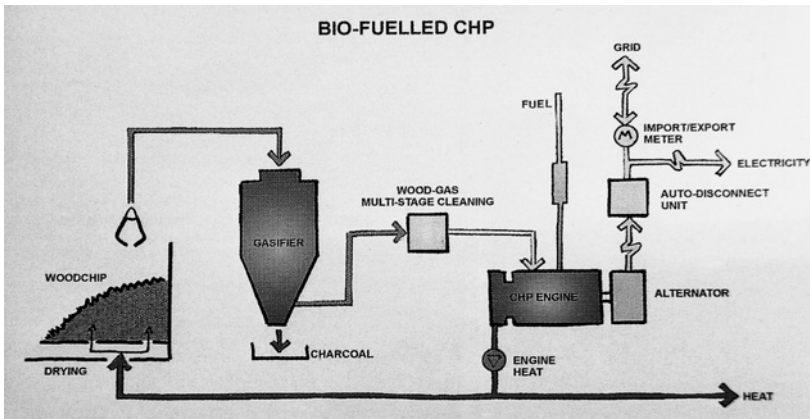 BIO-FUELLED CHP
GRID
FUEL
IMPORT/EXPORT
METER
M
ELECTRICITY
WOOD-GAS
MULTI-STAGE CLEANING
AUTO-DISCONNECT
UNIT
GASIFIER
WOODCHIP
CHP ENGINE
ALTERNATOR
CHARCOAL
ENGINE
HEAT
DRYING
HEAT